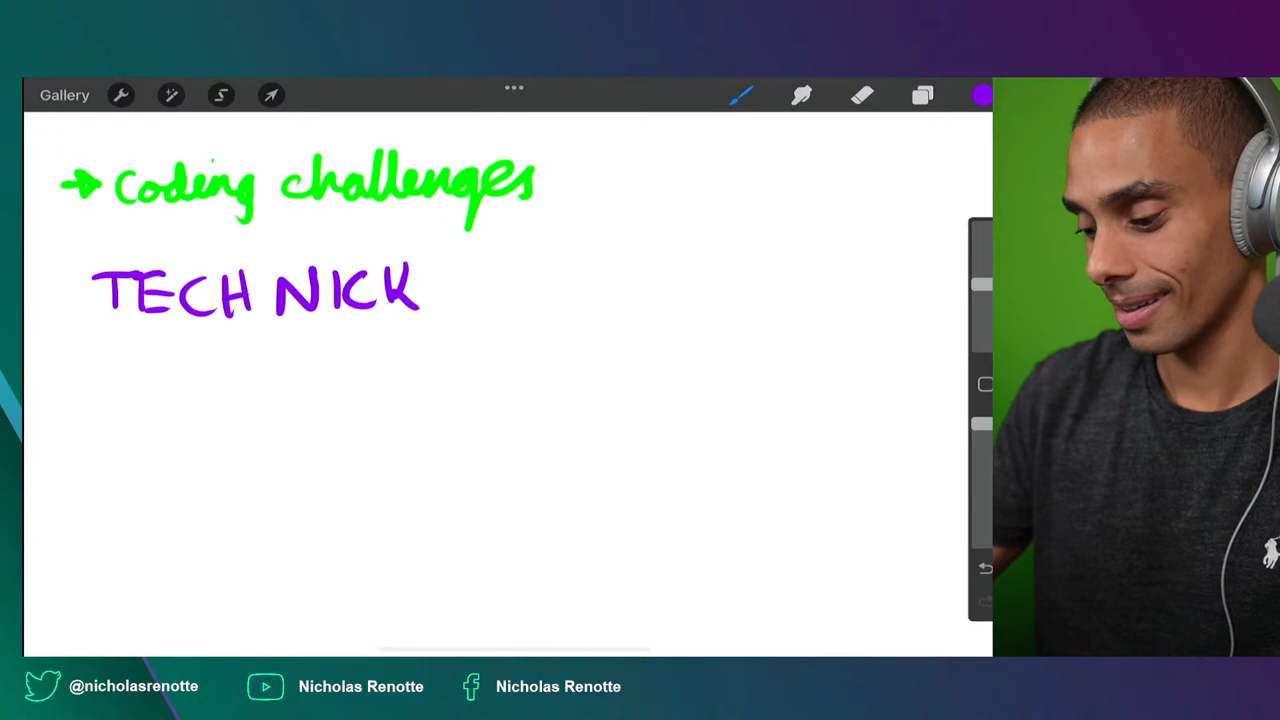 Gallery
→ Coding challenges
TECH NICK
@nicholasrenotte Nicholas Renotte Nicholas Renotte